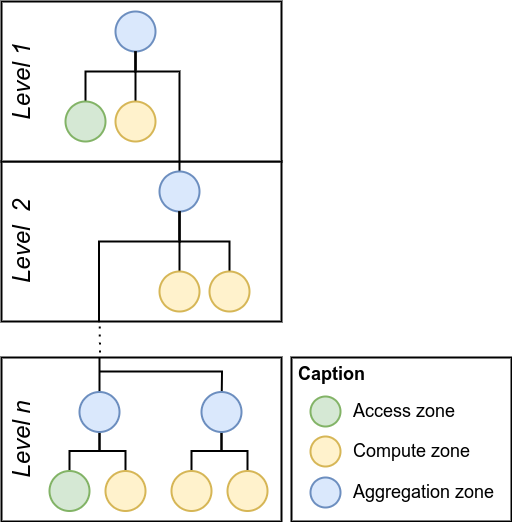 Level 1
Level 2
Level n
Caption
Access zone
Compute zone
Aggregation zone